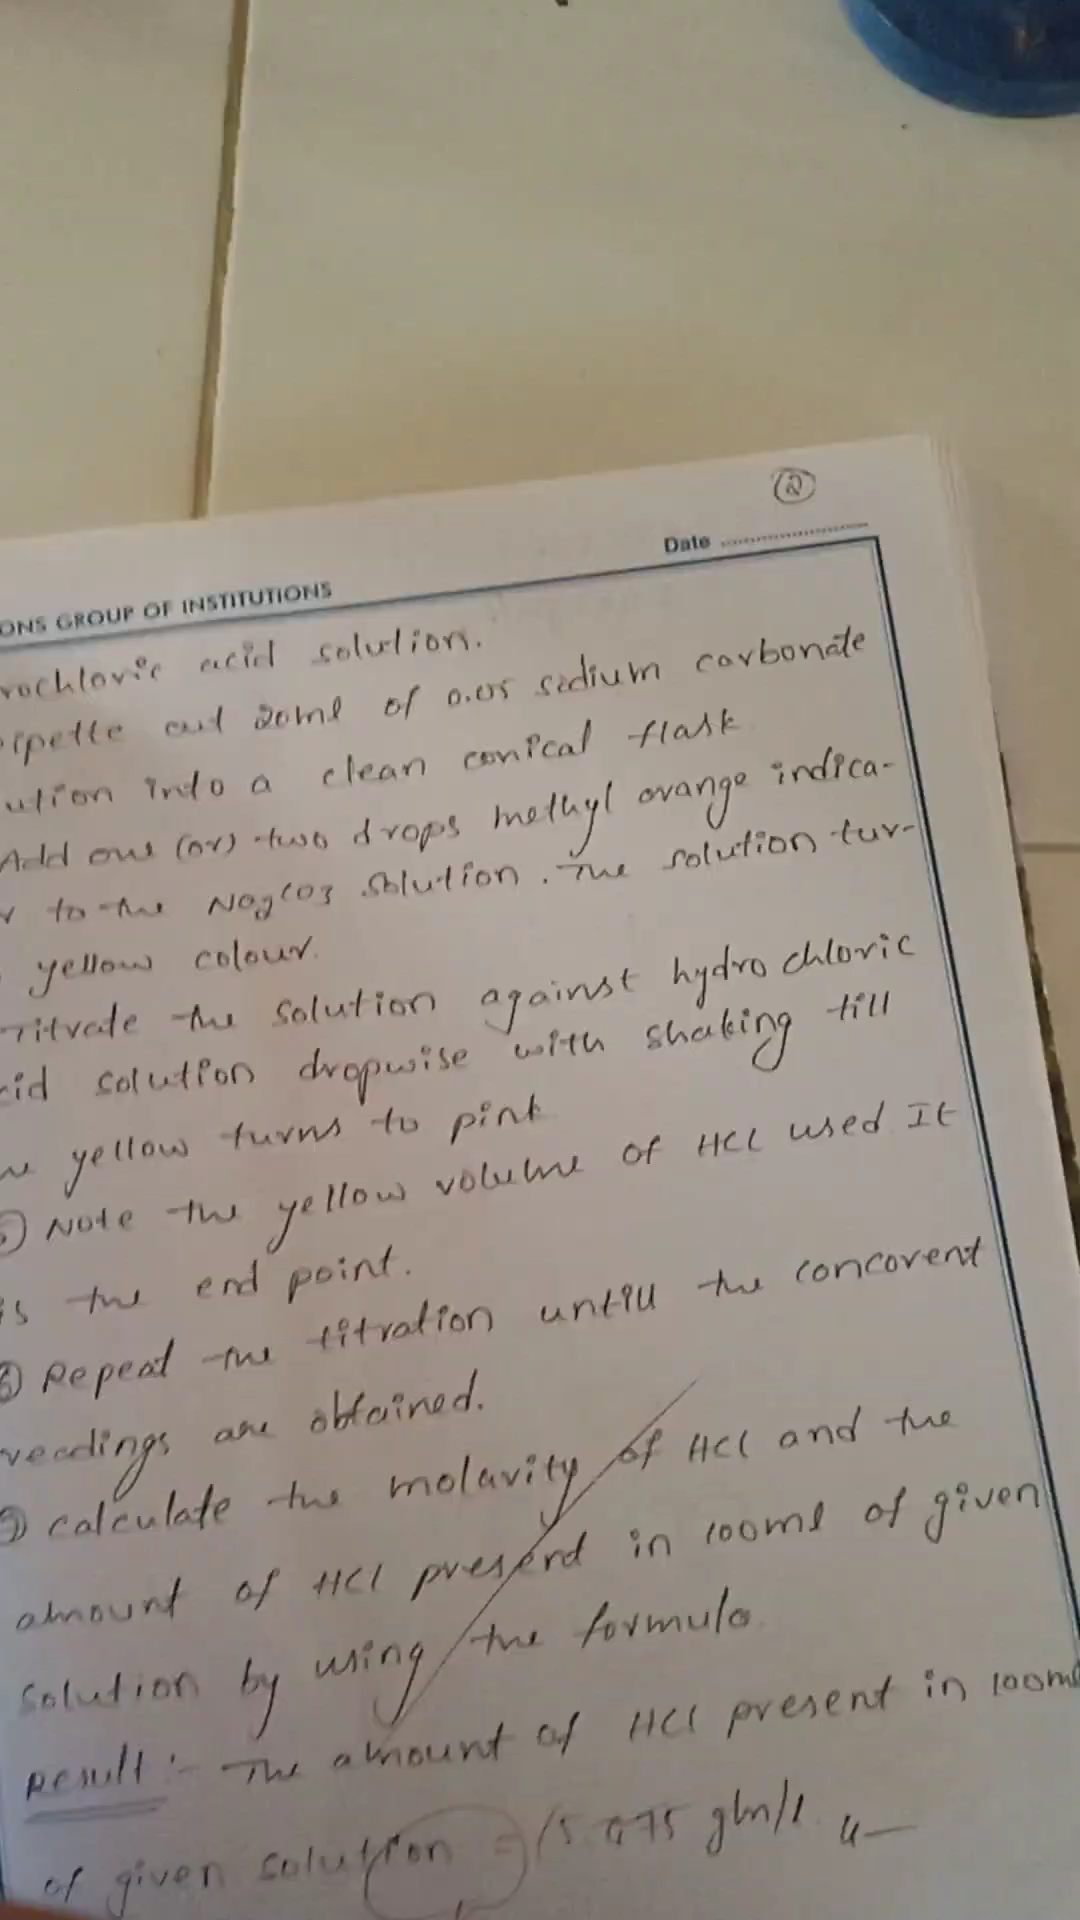 ②
Date
ONS GROUP OF INSTITUTIONS
rochloric acid solution.
ipette out 20ml of 0.05 sodium carbonate
ution into a clean conical flask
Add one (or) two drops methyl orange indica-
r to the Na2CO3 solution. The solution tur-
yellow colour.
Titrate the solution against hydro chloric
cid solution dropwise with shaking till
yellow turns to pink
Note the yellow volume of HCl used It
is the end point.
⑥ Repeat the titration untill the concorent
readings are obtained.
calculate the molarity of HCl and the
amount of HCl presend in 100ml of given
solution by using the formula.
Result :- The amount of HCl present in 100ml
of given solution =